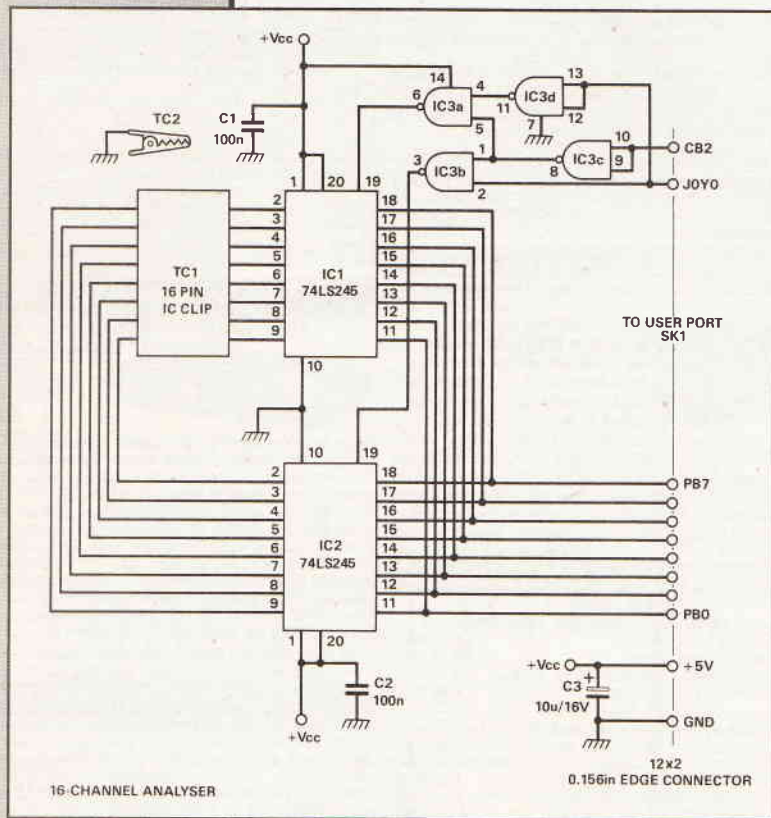 +Vcc
TC2
C1
100n
14
6
IC3a
4
5
11
IC3d
13
12
7
3
IC3b
1
2
8
IC3c
10
9
CB2
JOY0
1
20
19
2
3
4
5
6
7
8
9
TC1
16 PIN
IC CLIP
IC1
74LS245
18
17
16
15
14
13
12
11
10
TO USER PORT
SK1
10
19
2
3
4
5
6
7
8
9
IC2
74LS245
18
17
16
15
14
13
12
11
PB7
PB0
1
20
C2
100n
+Vcc
+Vcc
+5V
+
C3
10u/16V
GND
16-CHANNEL ANALYSER
12x2
0.156in EDGE CONNECTOR